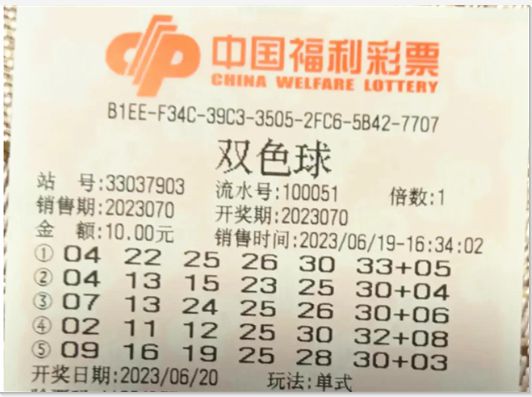 中国福利彩票
CHINA WELFARE LOTTERY
B1EE-F34C-39C3-3505-2FC6-5B42-7707
双色球
站 号:33037903 流水号:100051 倍数:1
销售期:2023070 开奖期:2023070
金 额:10.00元 销售时间:2023/06/19-16:34:02
① 04 22 25 26 30 33+05
② 04 13 15 23 25 30+04
③ 07 13 24 25 26 30+06
④ 02 11 12 25 30 32+08
⑤ 09 16 19 25 28 30+03
开奖日期:2023/06/20 玩法:单式